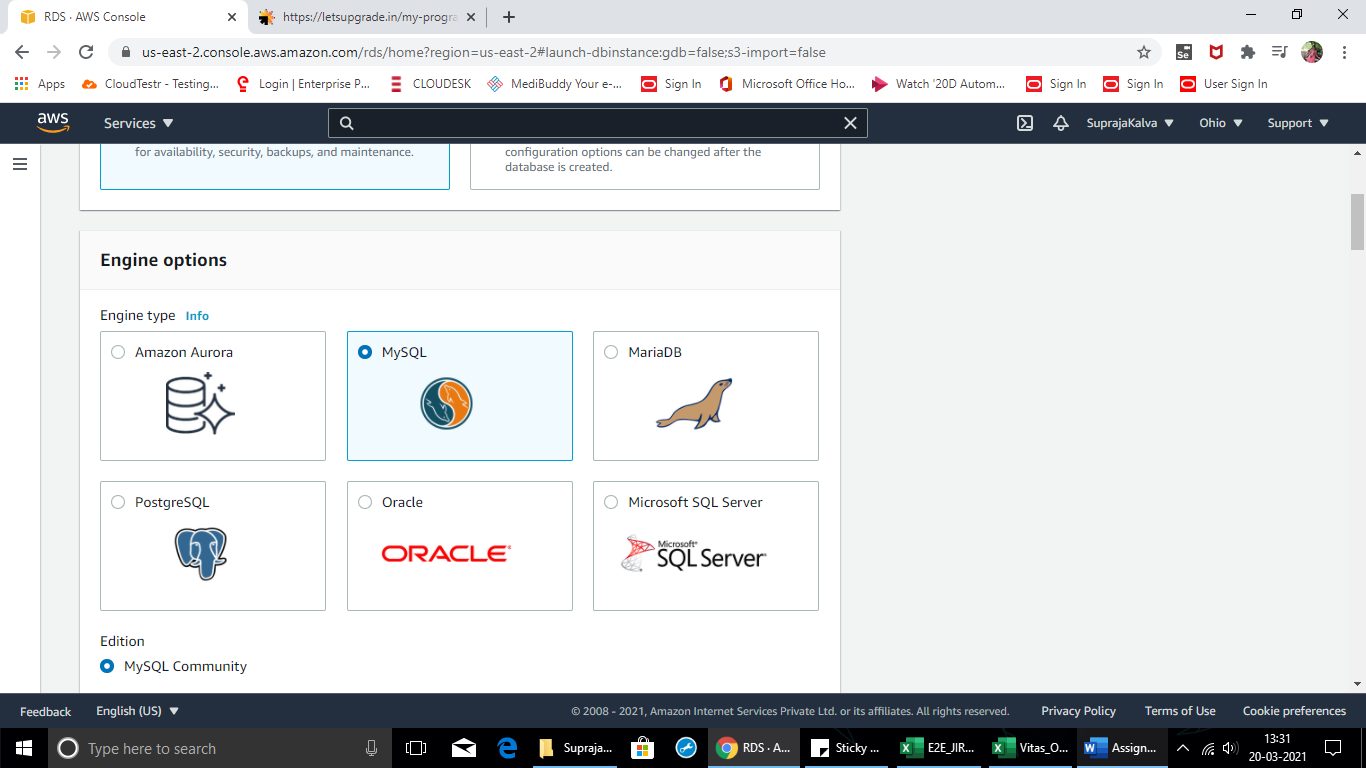 RDS · AWS Console
https://letsupgrade.in/my-progra
us-east-2.console.aws.amazon.com/rds/home?region=us-east-2#launch-dbinstance:gdb=false;s3-import=false
Apps
CloudTestr - Testing...
Login | Enterprise P...
CLOUDESK
MediBuddy Your e-...
Sign In
Microsoft Office Ho...
Watch '20D Autom...
Sign In
Sign In
User Sign In
aws
Services
SuprajaKalva
Ohio
Support
for availability, security, backups, and maintenance.
configuration options can be changed after the
database is created.
Engine options
Engine type Info
Amazon Aurora
MySQL
MariaDB
PostgreSQL
Oracle
Microsoft SQL Server
ORACLE
Microsoft
SQL Server
Edition
MySQL Community
Feedback
English (US)
© 2008 - 2021, Amazon Internet Services Private Ltd. or its affiliates. All rights reserved.
Privacy Policy
Terms of Use
Cookie preferences
Type here to search
Supraja...
RDS · A...
Sticky ...
E2E_JIR...
Vitas_O...
Assign...
13:31
20-03-2021